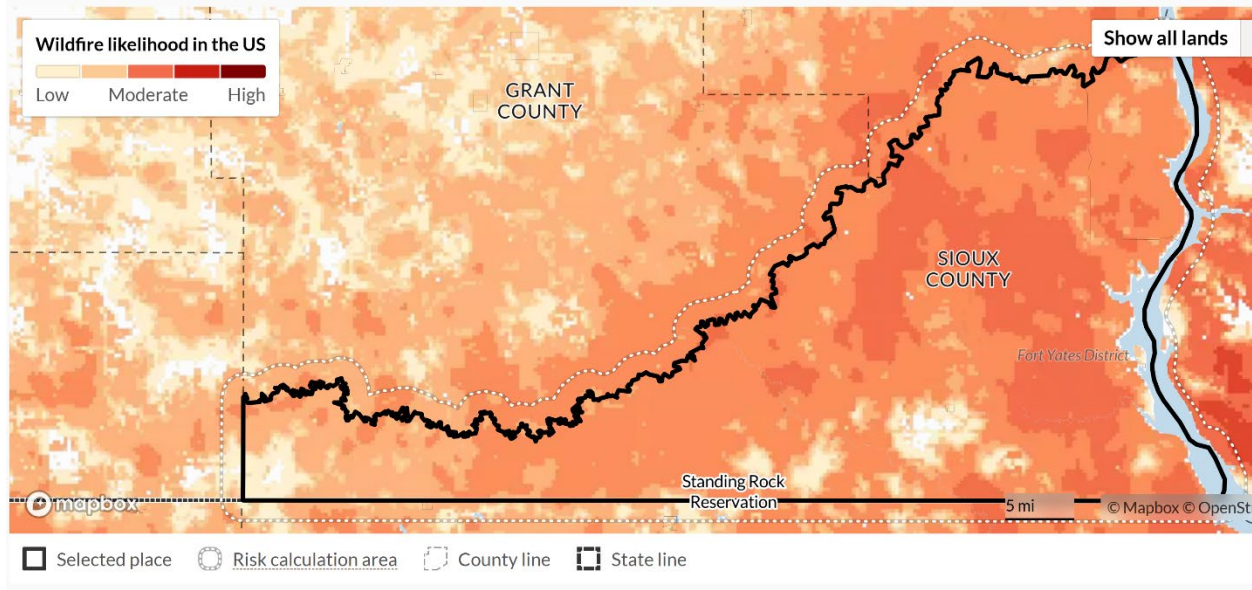 Wildfire likelihood in the US
Low Moderate High
Show all lands
GRANT
COUNTY
SIOUX
COUNTY
Fort Yates District
Standing Rock
Reservation
5 mi
mapbox
© Mapbox © OpenSt
Selected place Risk calculation area County line State line